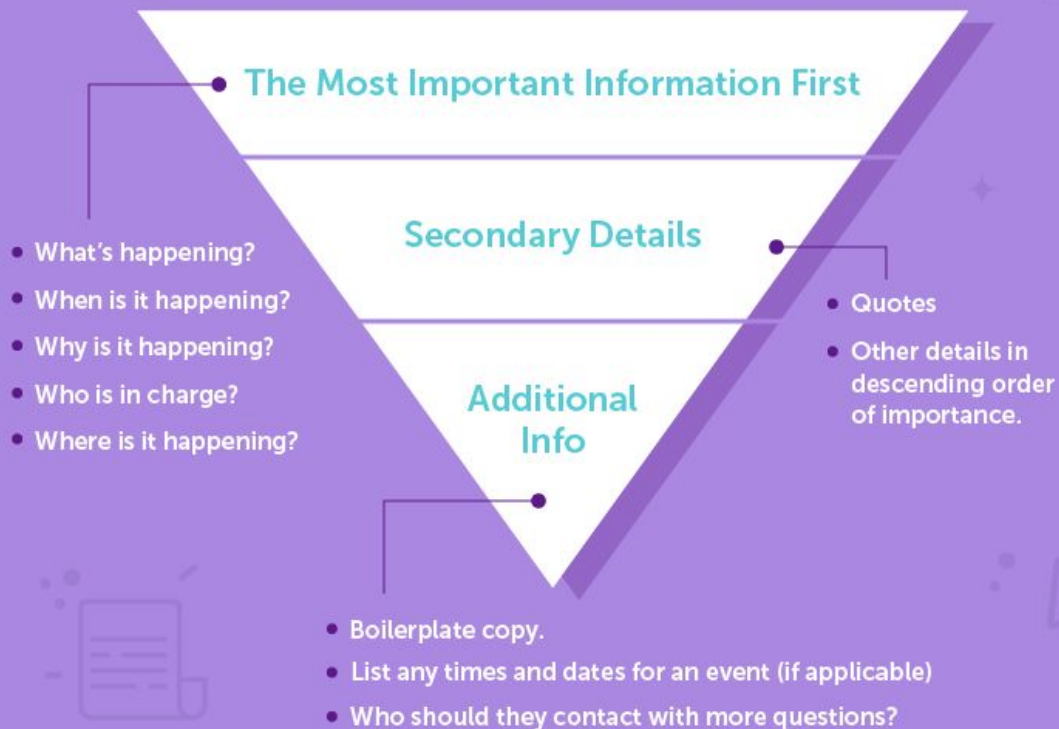 The Most Important Information First
What's happening?
When is it happening?
Why is it happening?
Who is in charge?
Where is it happening?
Secondary Details
Quotes
Other details in
descending order
of importance.
Additional
Info
Boilerplate copy.
List any times and dates for an event (if applicable)
Who should they contact with more questions?